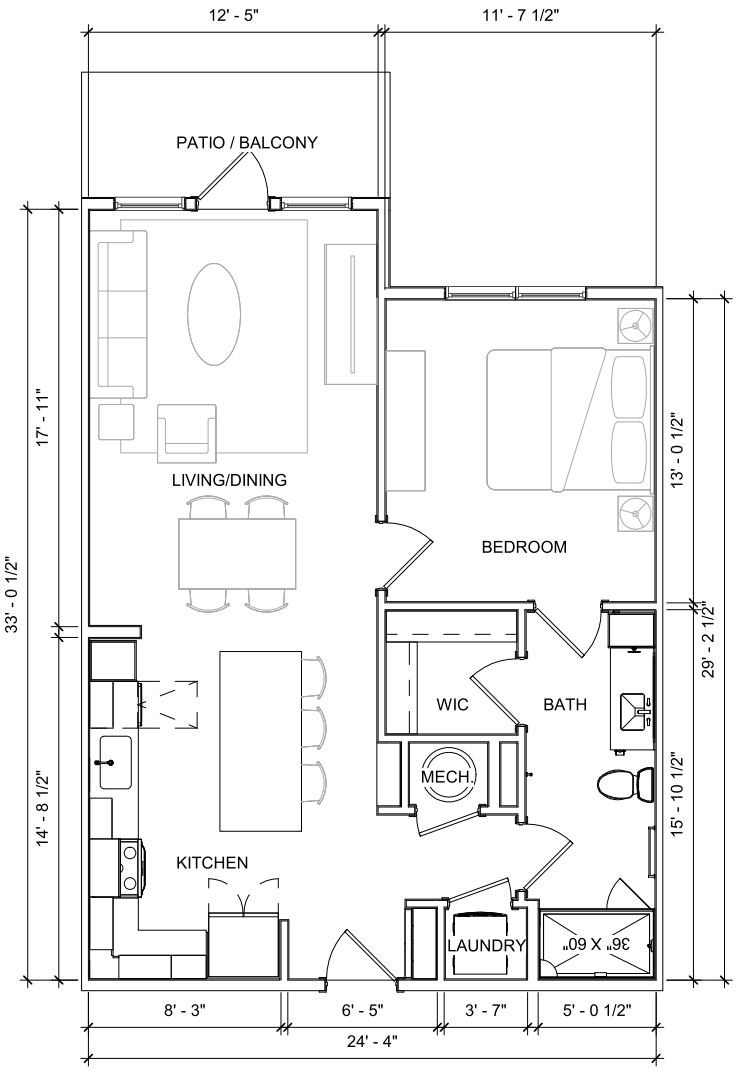 12' - 5"
11' - 7 1/2"
PATIO / BALCONY
17' - 11"
LIVING/DINING
13' - 0 1/2"
BEDROOM
33' - 0 1/2"
29' - 2 1/2"
WIC
BATH
MECH.
14' - 8 1/2"
15' - 10 1/2"
KITCHEN
LAUNDRY
36" X 60"
8' - 3"
6' - 5"
3' - 7"
5' - 0 1/2"
24' - 4"